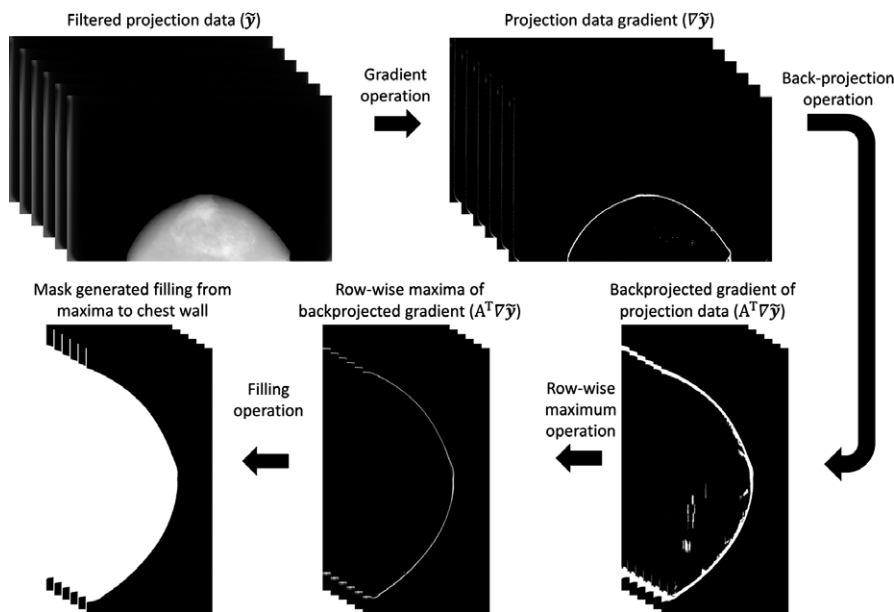 Filtered projection data (ỹ)
Projection data gradient (∇ỹ)
Gradient
operation
Back-projection
operation
Mask generated filling from
maxima to chest wall
Row-wise maxima of
backprojected gradient (Aᵀ∇ỹ)
Backprojected gradient of
projection data (Aᵀ∇ỹ)
Filling
operation
Row-wise
maximum
operation